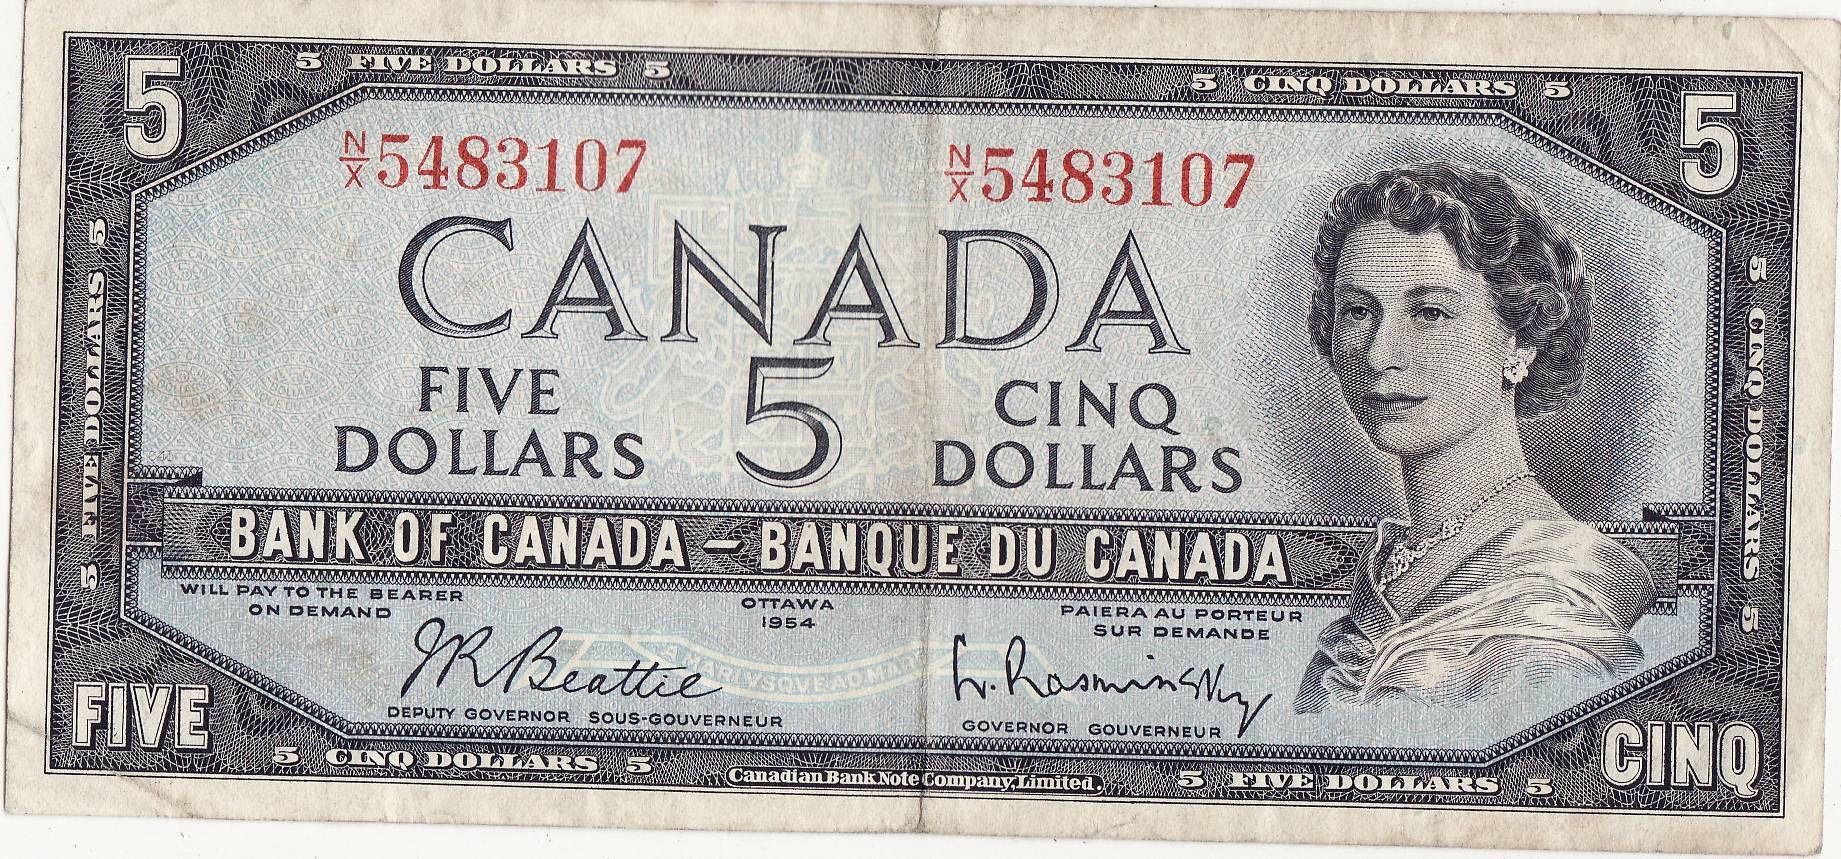 5 FIVE DOLLARS 5
5 CINQ DOLLARS 5
5
5
N/X 5483107
N/X 5483107
CANADA
FIVE DOLLARS
5
CINQ DOLLARS
5 FIVE DOLLARS 5
5 CINQ DOLLARS 5
BANK OF CANADA – BANQUE DU CANADA
WILL PAY TO THE BEARER
ON DEMAND
OTTAWA
1954
PAIERA AU PORTEUR
SUR DEMANDE
JR Beattie
L. Rasminsky
DEPUTY GOVERNOR SOUS-GOUVERNEUR
GOVERNOR GOUVERNEUR
FIVE
CINQ
5 CINQ DOLLARS 5
Canadian Bank Note Company, Limited.
5 FIVE DOLLARS 5